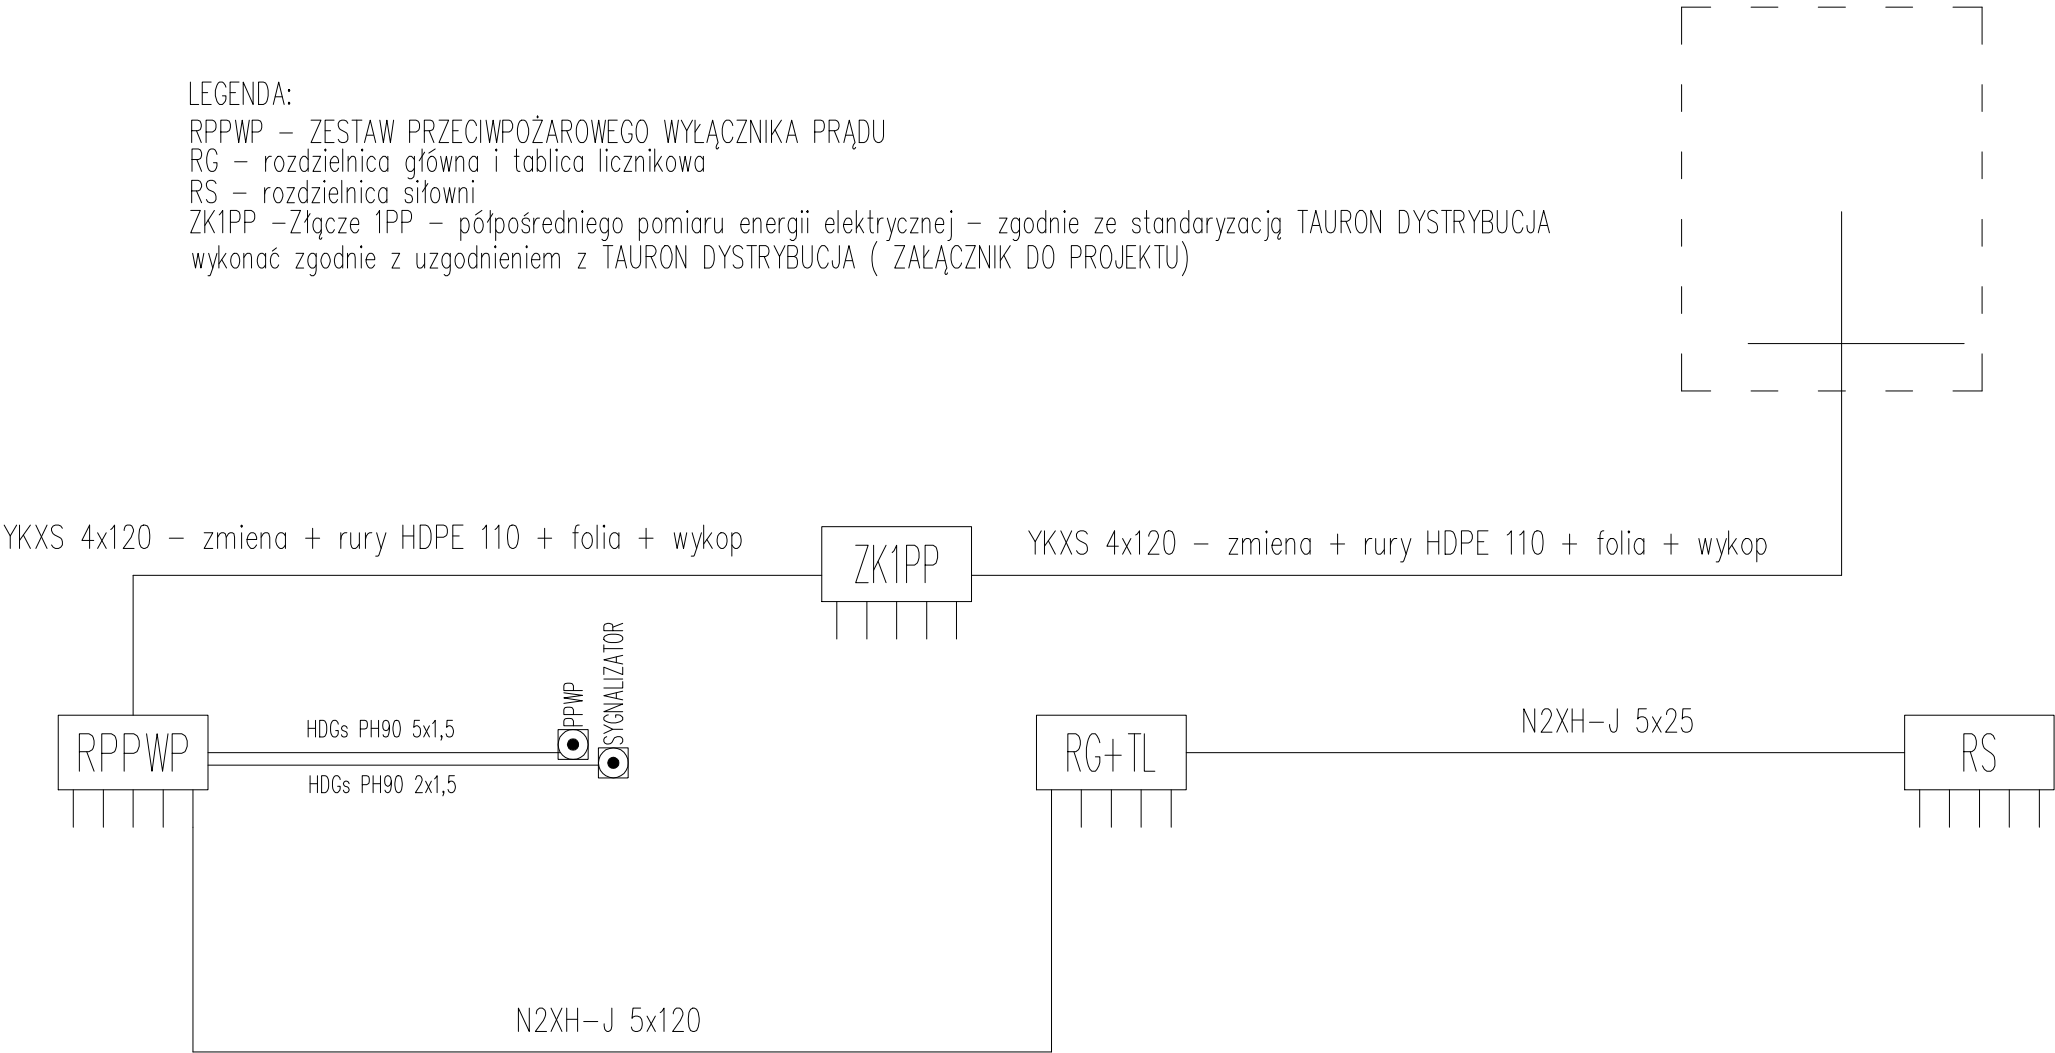 LEGENDA:
RPPWP – ZESTAW PRZECIWPOŻAROWEGO WYŁĄCZNIKA PRĄDU
RG – rozdzielnica główna i tablica licznikowa
RS – rozdzielnica siłowni
ZK1PP –Złącze 1PP – półpośredniego pomiaru energii elektrycznej – zgodnie ze standaryzacją TAURON DYSTRYBUCJA
wykonać zgodnie z uzgodnieniem z TAURON DYSTRYBUCJA ( ZAŁĄCZNIK DO PROJEKTU)
YKXS 4x120 – zmiena + rury HDPE 110 + folia + wykop
ZK1PP
YKXS 4x120 – zmiena + rury HDPE 110 + folia + wykop
RPPWP
HDGs PH90 5x1,5
HDGs PH90 2x1,5
PPWP
SYGNALIZATOR
RG+TL
N2XH–J 5x25
RS
N2XH–J 5x120